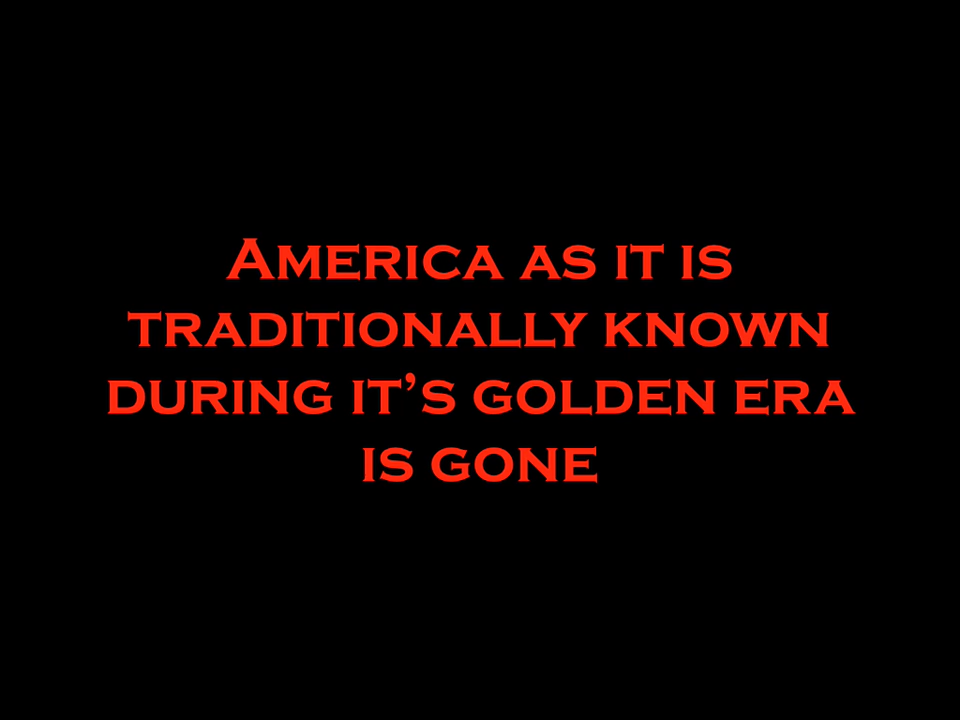 America as it is
traditionally known
during it’s golden era
is gone